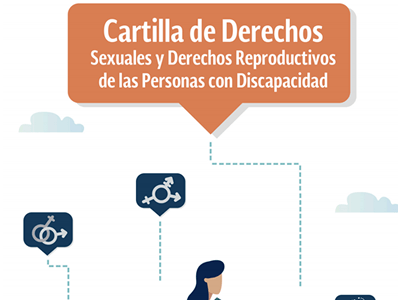 Cartilla de Derechos
Sexuales y Derechos Reproductivos
de las Personas con Discapacidad